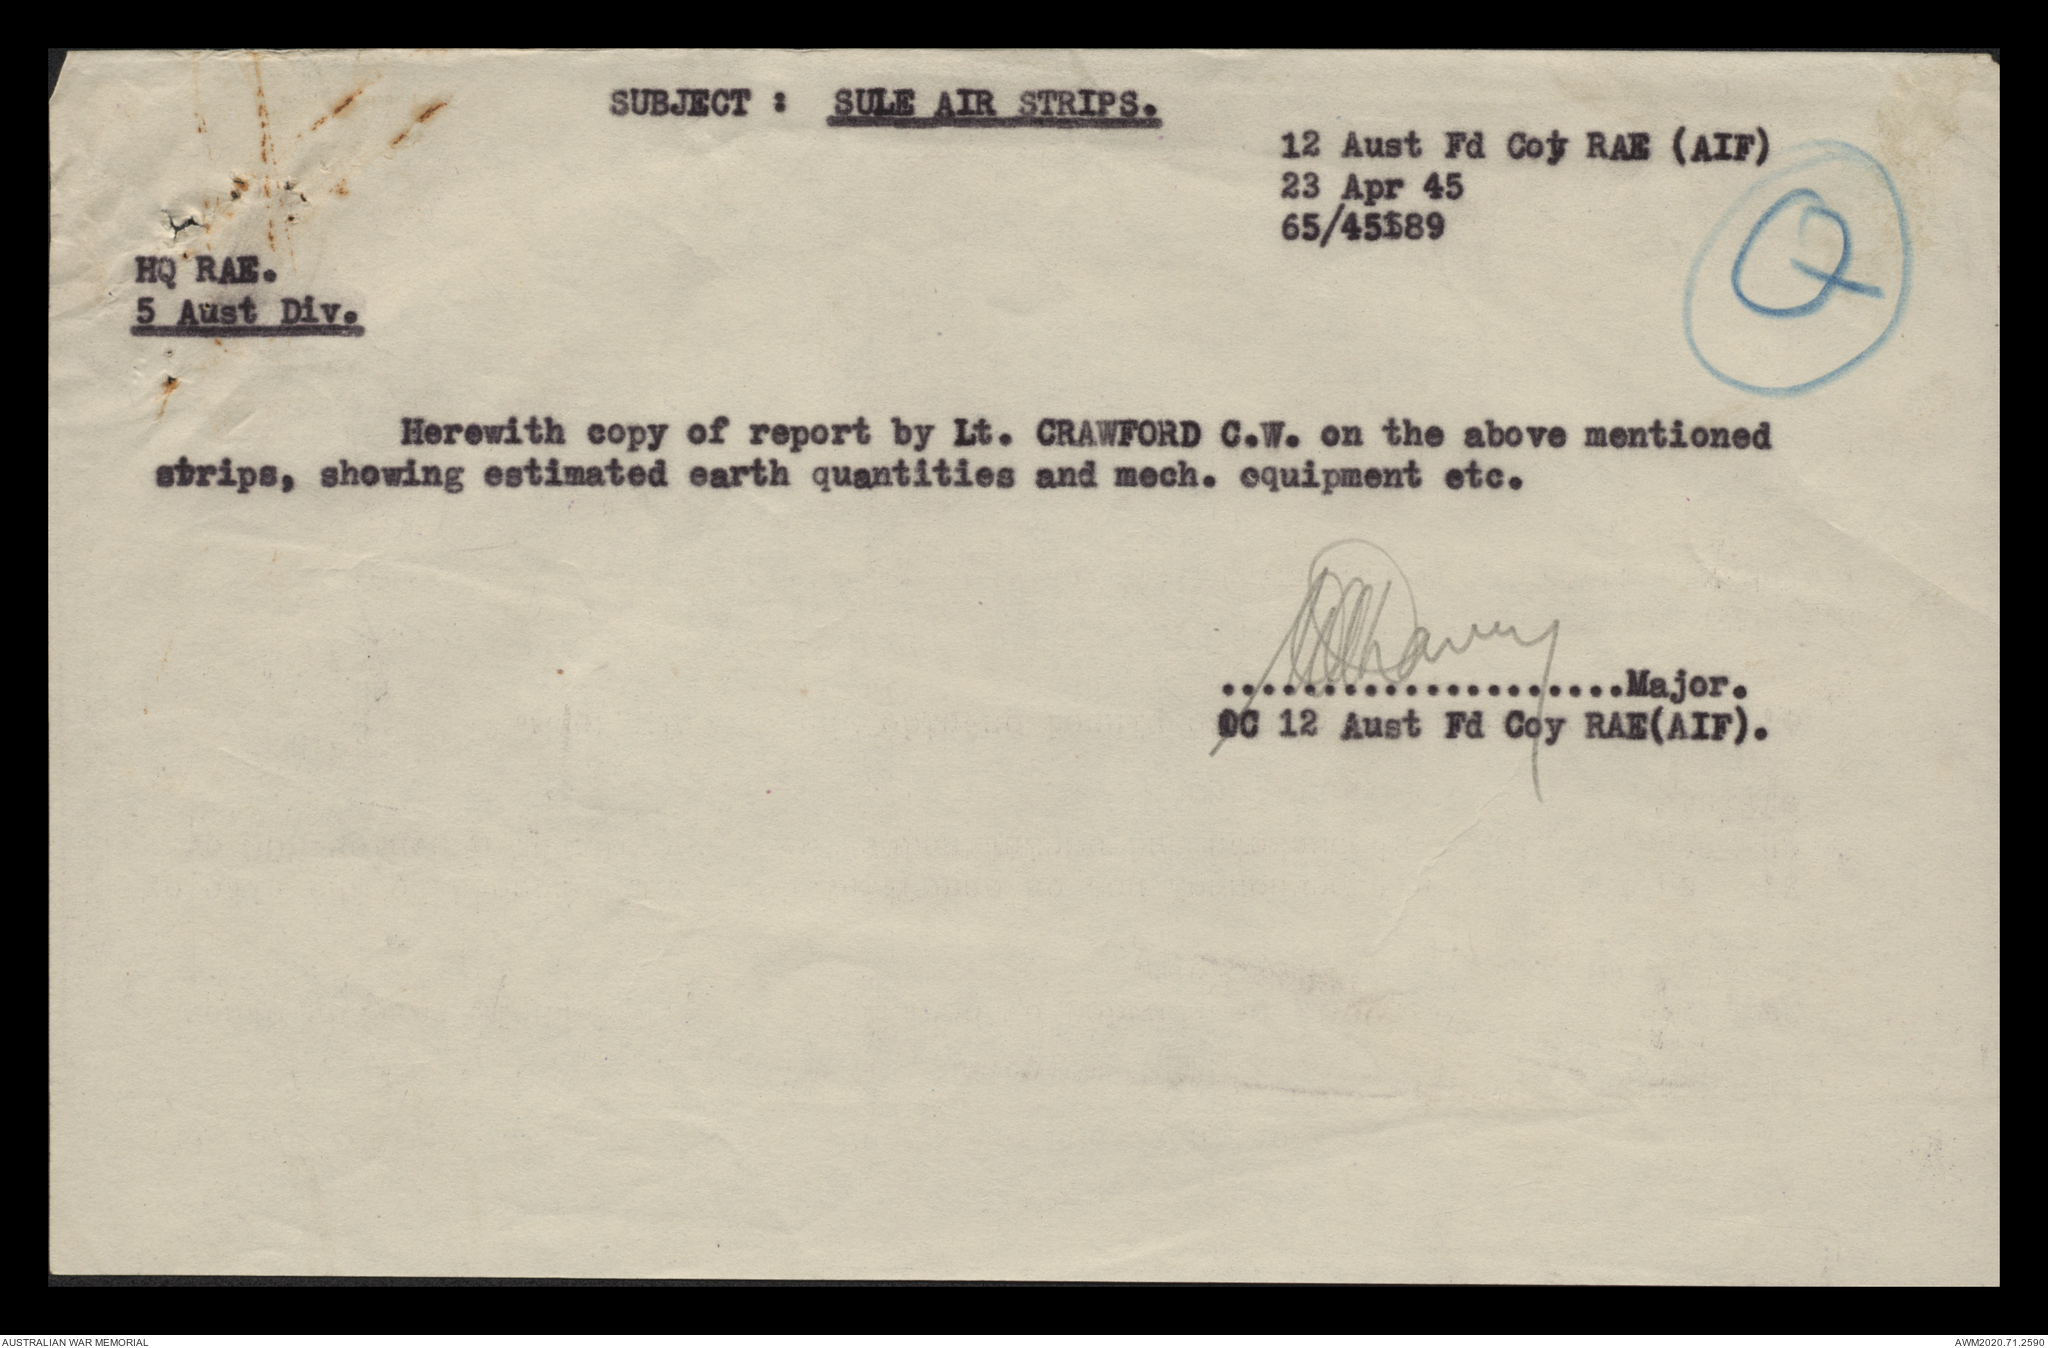 SUBJECT : SULE AIR STRIPS.
12 Aust Fd Coy RAE (AIF)
23 Apr 45
HQ RAE.
5 Aust Div.
Q
Herewith copy of report by Lt. CRAWFORD C.W. on the above mentioned
strips, showing estimated earth quantities and mech. equipment etc.
....................Major.
OC 12 Aust Fd Coy RAE(AIF).
AUSTRALIAN WAR MEMORIAL
AWM2020.71.2590